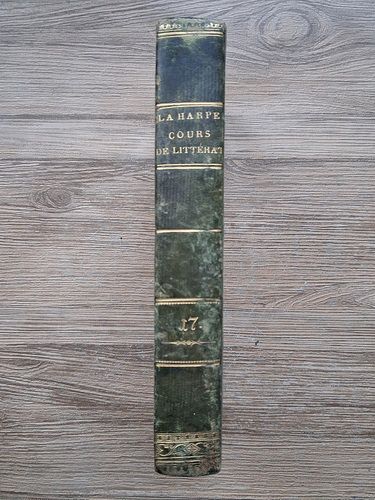 LA HARPE
COURS
DE LITTÉRAT
17.